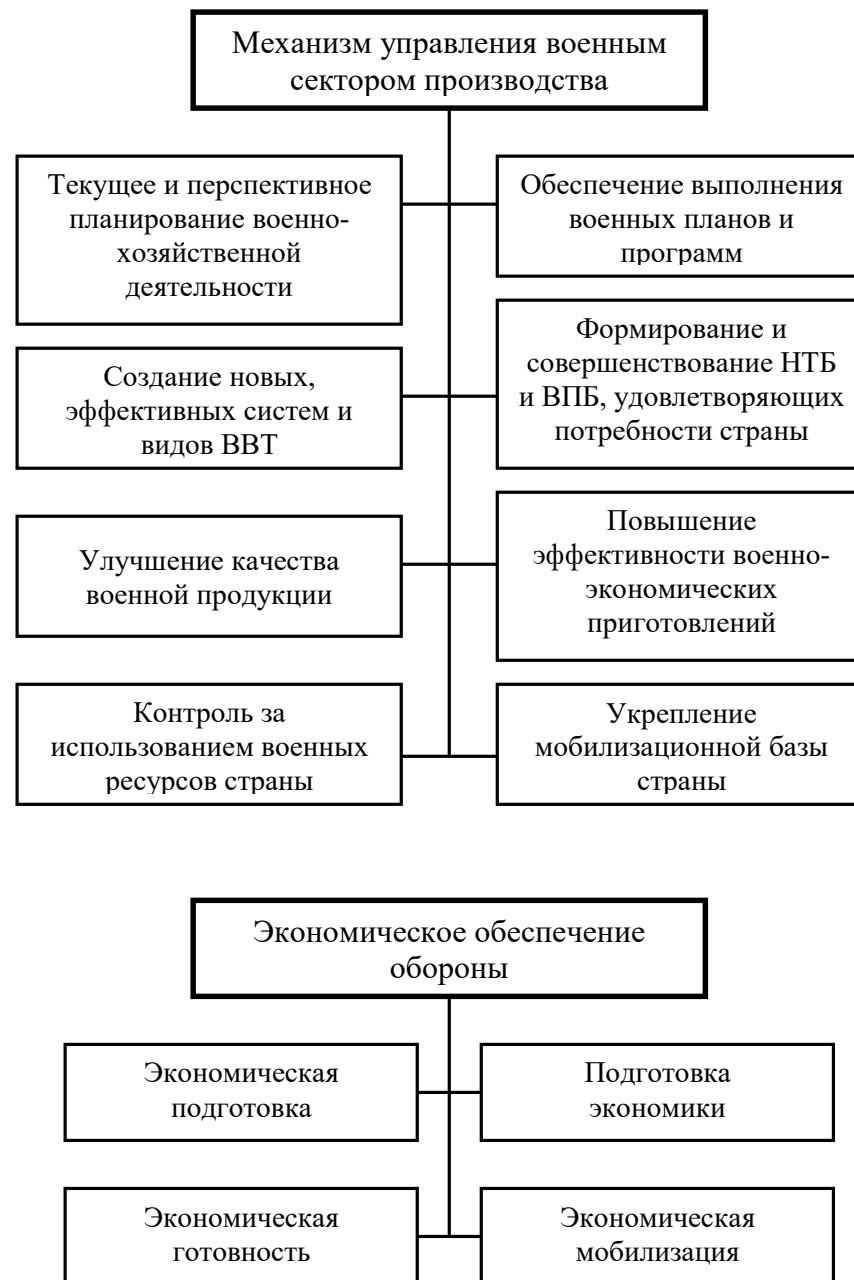 Механизм управления военным
сектором производства
Текущее и перспективное
планирование военно-
хозяйственной
деятельности
Обеспечение выполнения
военных планов и
программ
Создание новых,
эффективных систем и
видов ВВТ
Формирование и
совершенствование НТБ
и ВПБ, удовлетворяющих
потребности страны
Улучшение качества
военной продукции
Повышение
эффективности военно-
экономических
приготовлений
Контроль за
использованием военных
ресурсов страны
Укрепление
мобилизационной базы
страны
Экономическое обеспечение
обороны
Экономическая
подготовка
Подготовка
экономики
Экономическая
готовность
Экономическая
мобилизация